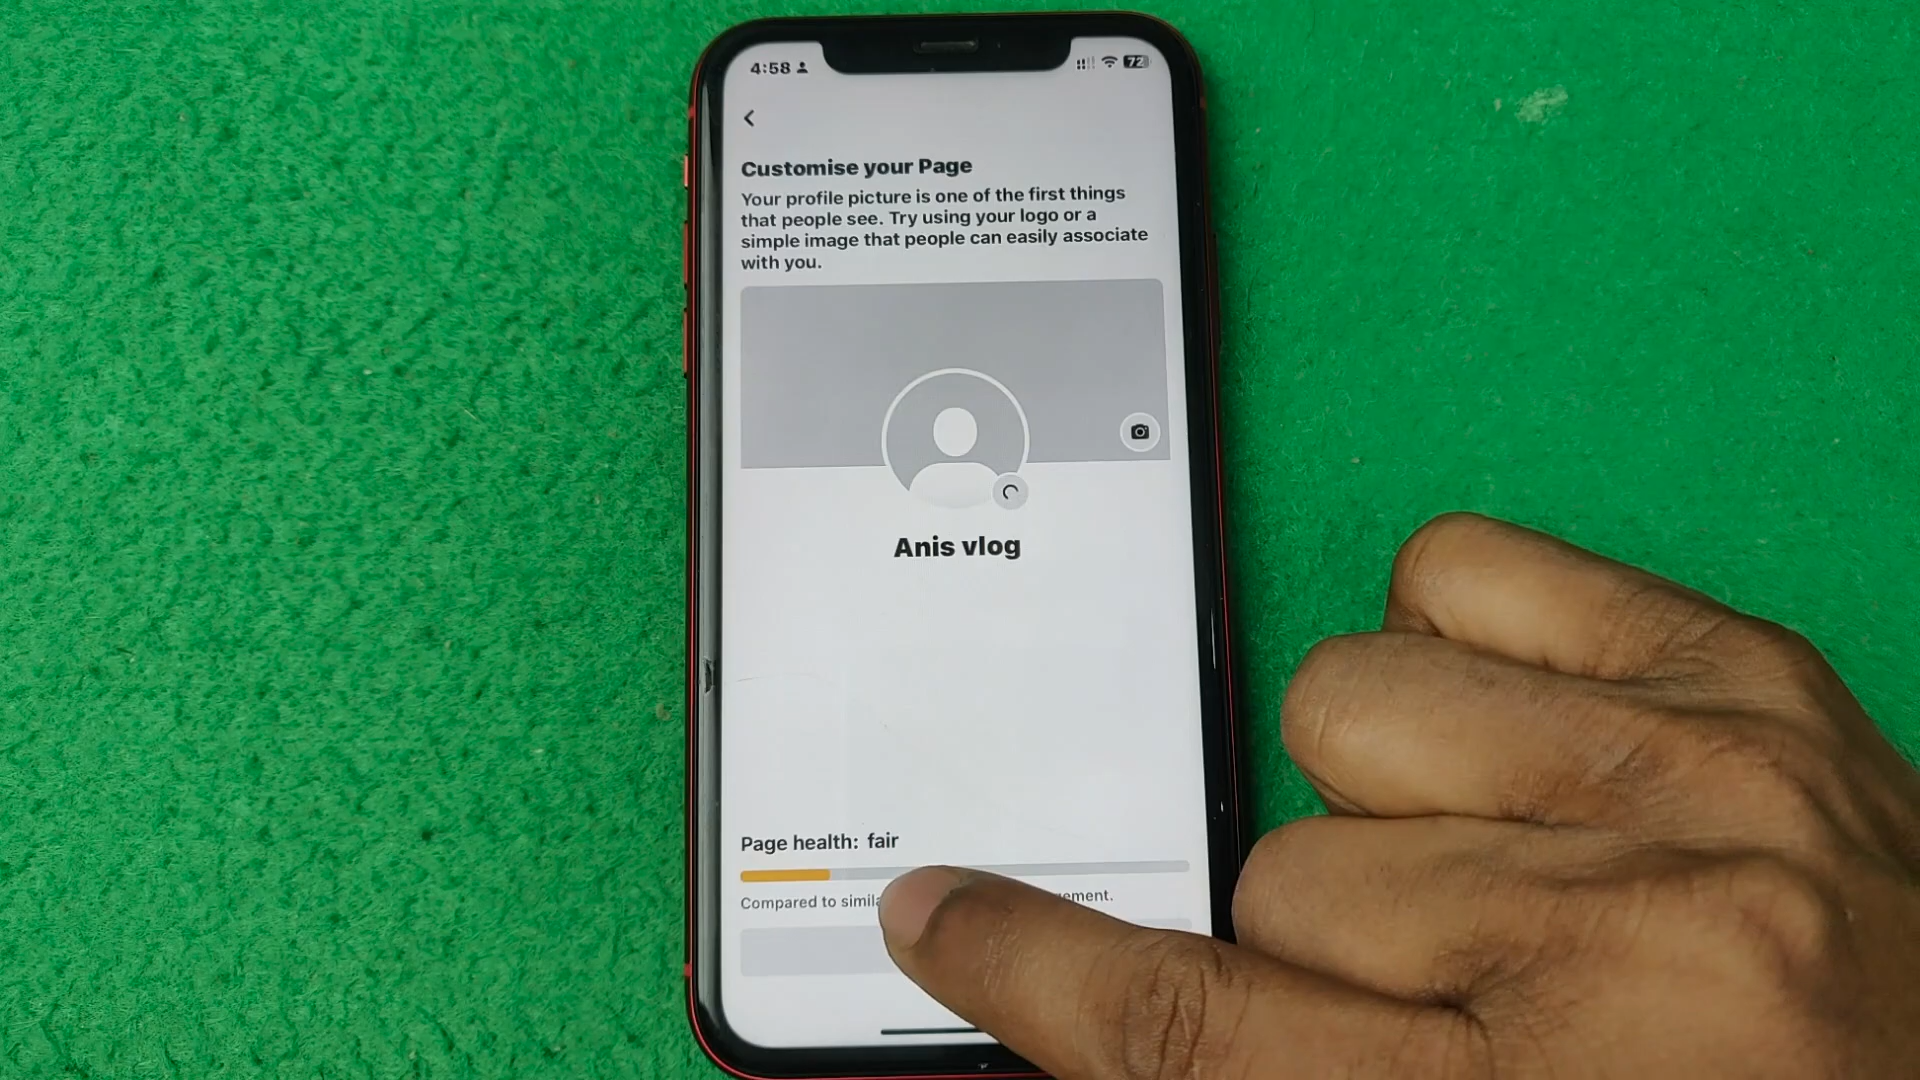 4:58
72
Customise your Page
Your profile picture is one of the first things
that people see. Try using your logo or a
simple image that people can easily associate
with you.
Anis vlog
Page health: fair
Compared to